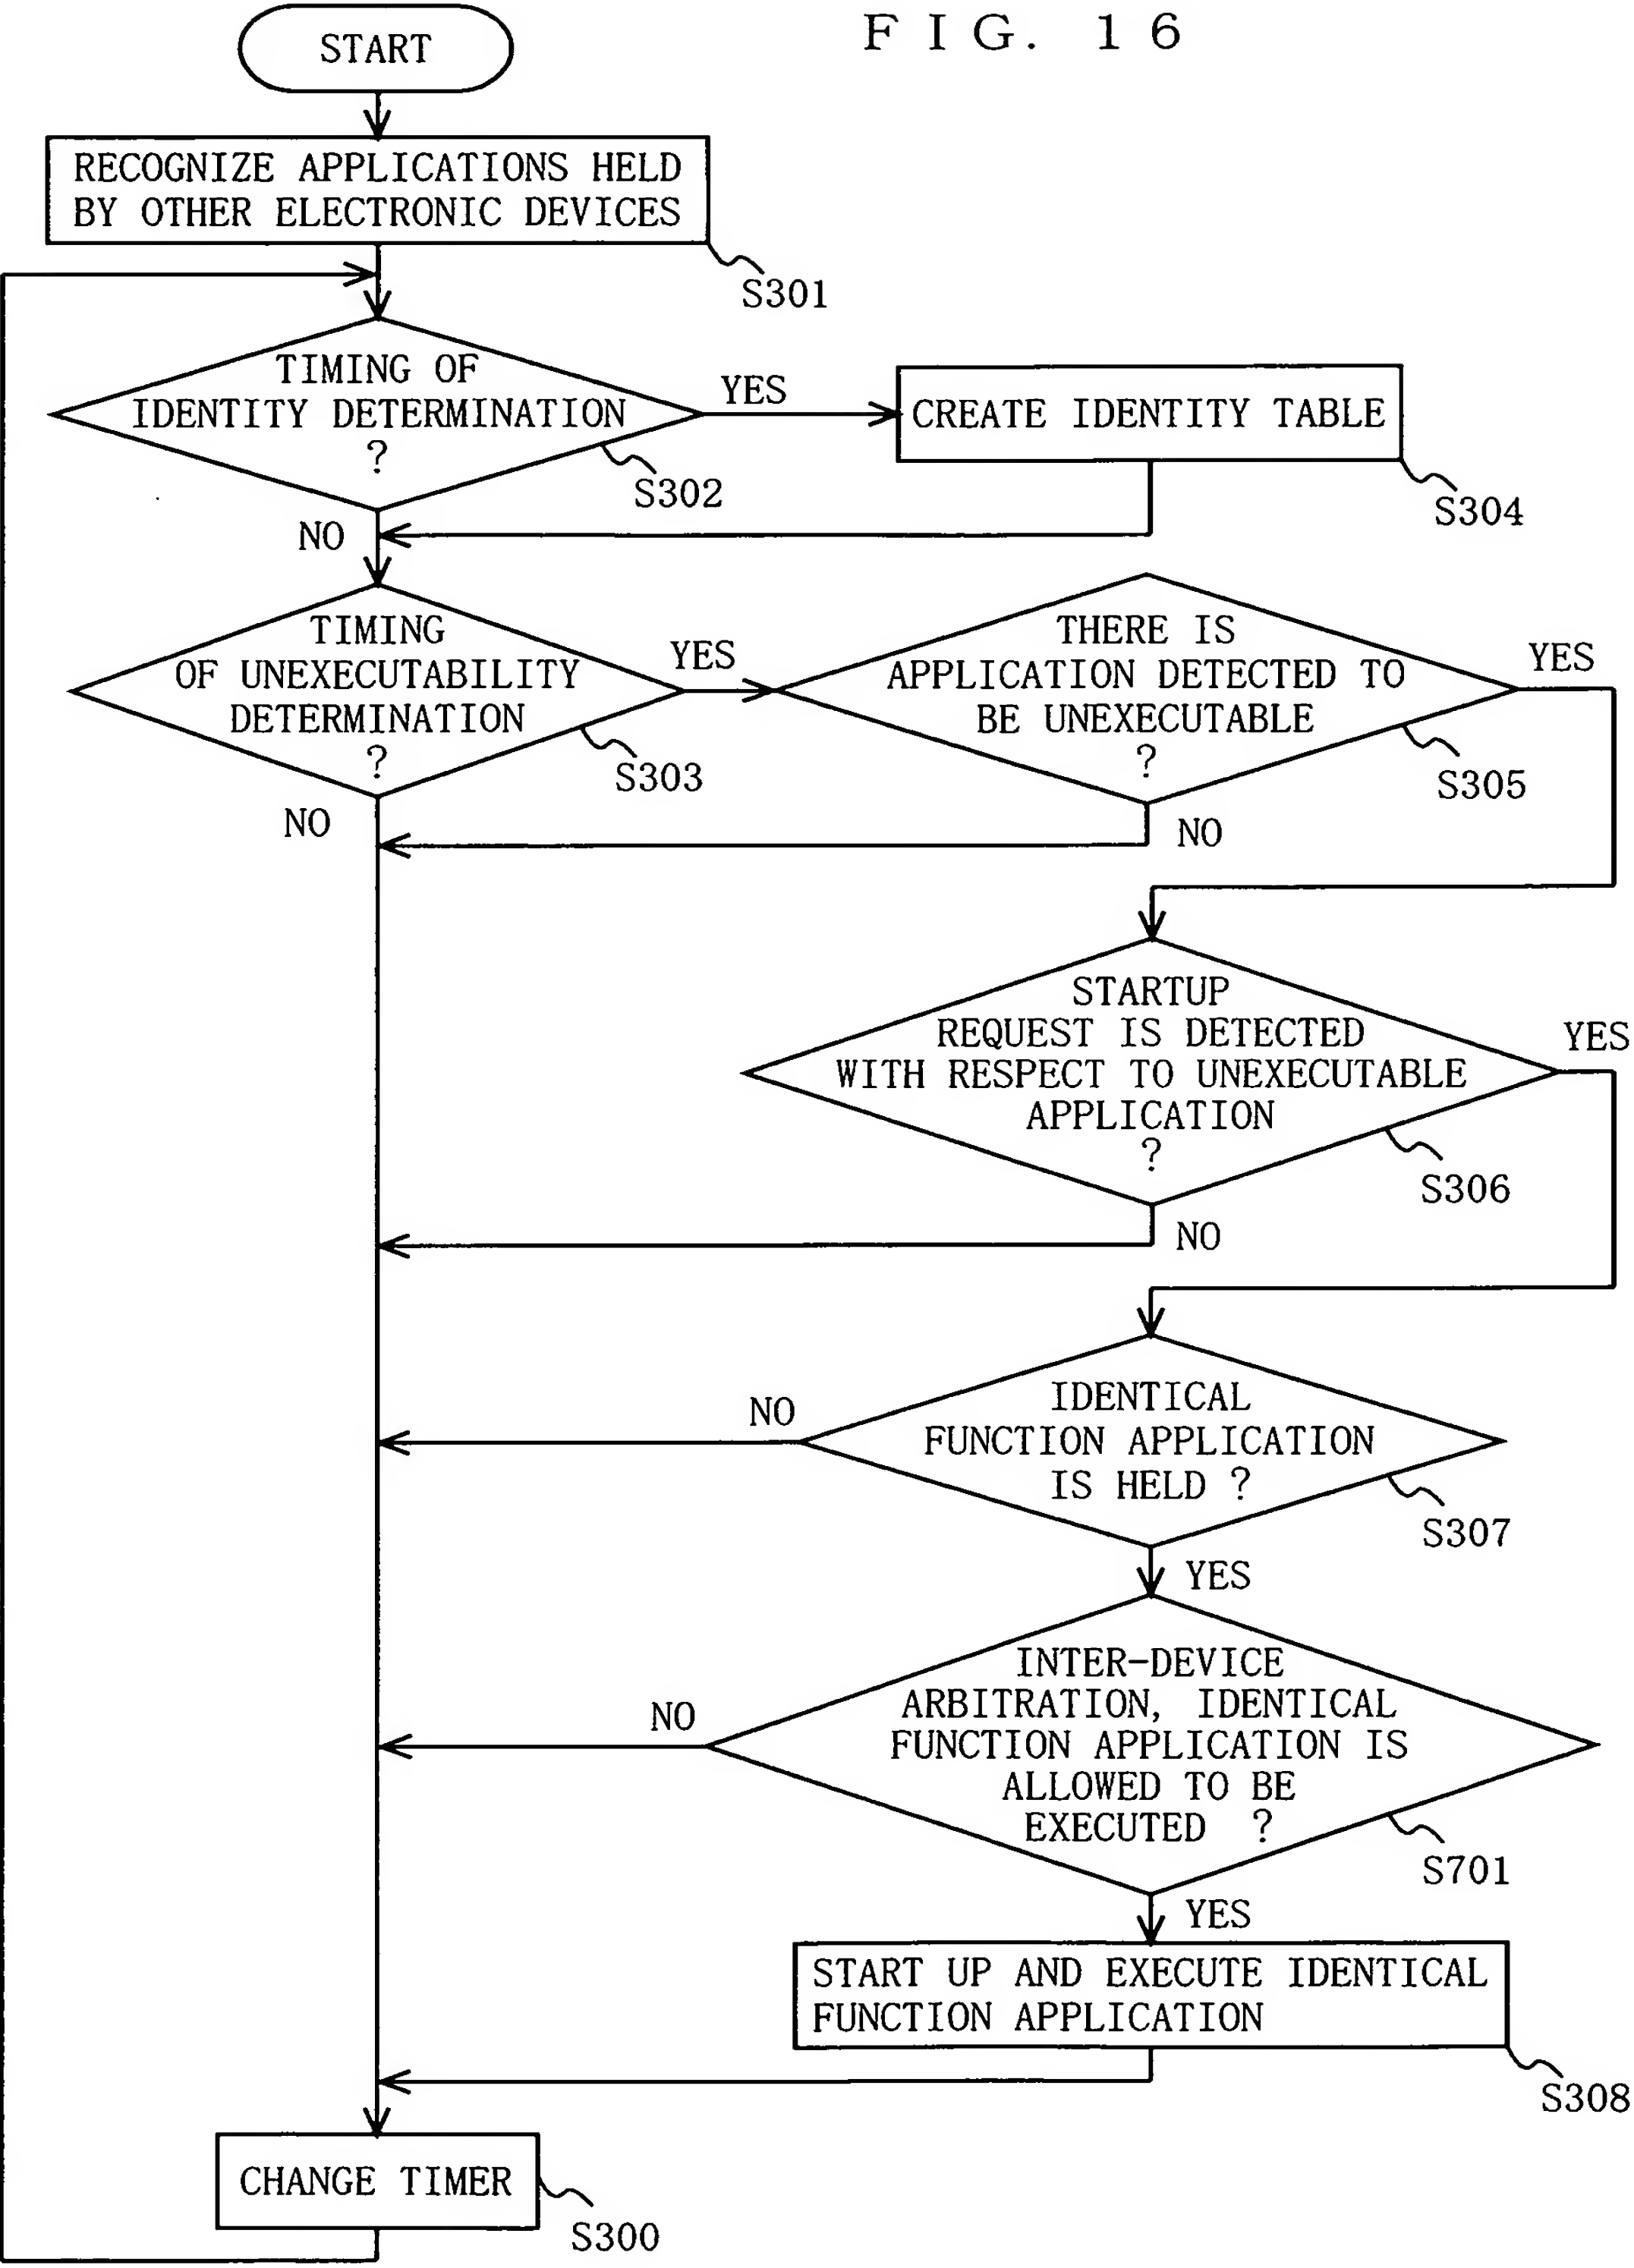 FIG. 16
START
RECOGNIZE APPLICATIONS HELD
BY OTHER ELECTRONIC DEVICES
S301
TIMING OF
IDENTITY DETERMINATION
?
S302
YES
CREATE IDENTITY TABLE
S304
NO
TIMING
OF UNEXECUTABILITY
DETERMINATION
?
S303
YES
THERE IS
APPLICATION DETECTED TO
BE UNEXECUTABLE
?
S305
YES
NO
NO
STARTUP
REQUEST IS DETECTED
WITH RESPECT TO UNEXECUTABLE
APPLICATION
?
S306
YES
NO
IDENTICAL
FUNCTION APPLICATION
IS HELD ?
S307
NO
YES
INTER-DEVICE
ARBITRATION, IDENTICAL
FUNCTION APPLICATION IS
ALLOWED TO BE
EXECUTED ?
S701
NO
YES
START UP AND EXECUTE IDENTICAL
FUNCTION APPLICATION
S308
CHANGE TIMER
S300